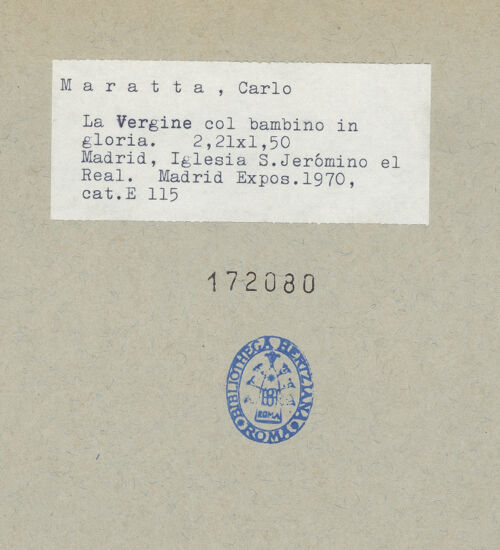 M a r a t t a , Carlo
La Vergine col bambino in
gloria. 2,21x1,50
Madrid, Iglesia S.Jerómino el
Real. Madrid Expos.1970,
cat.E 115
172080
BIBLIOTHECA HERTZIANA
ROMA
ROMA